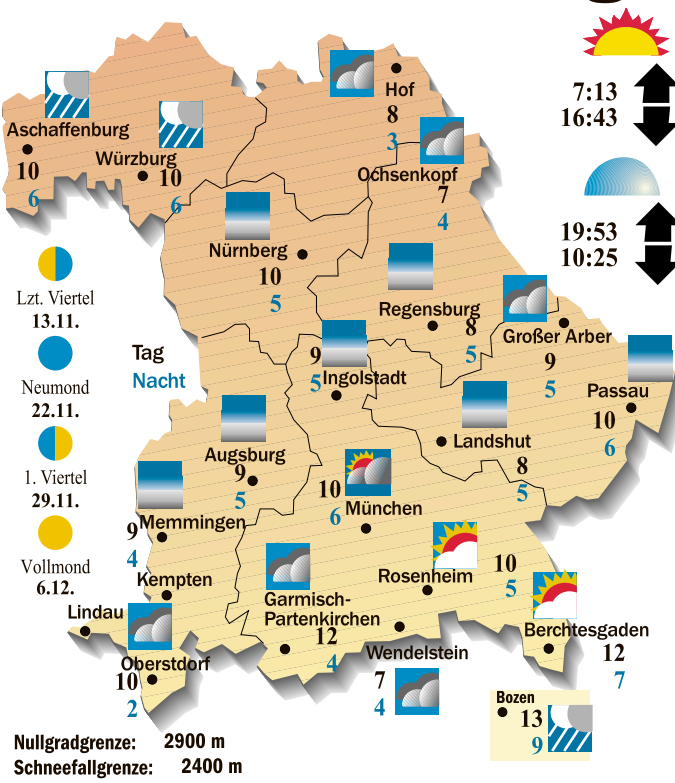 7:13
16:43
19:53
10:25
Hof
8
3
Aschaffenburg
10
6
Würzburg
10
6
Ochsenkopf
7
4
Nürnberg
10
5
Lzt. Viertel
13.11.
Neumond
22.11.
1. Viertel
29.11.
Vollmond
6.12.
Tag
Nacht
Regensburg
8
5
Großer Arber
9
5
9
5
Ingolstadt
Passau
10
6
Augsburg
9
5
Landshut
8
5
10
6
München
9
4
Memmingen
Kempten
Rosenheim
10
5
Garmisch-
Partenkirchen
12
4
Lindau
Oberstdorf
10
2
Berchtesgaden
12
7
Wendelstein
7
4
Bozen
13
9
Nullgradgrenze: 2900 m
Schneefallgrenze: 2400 m